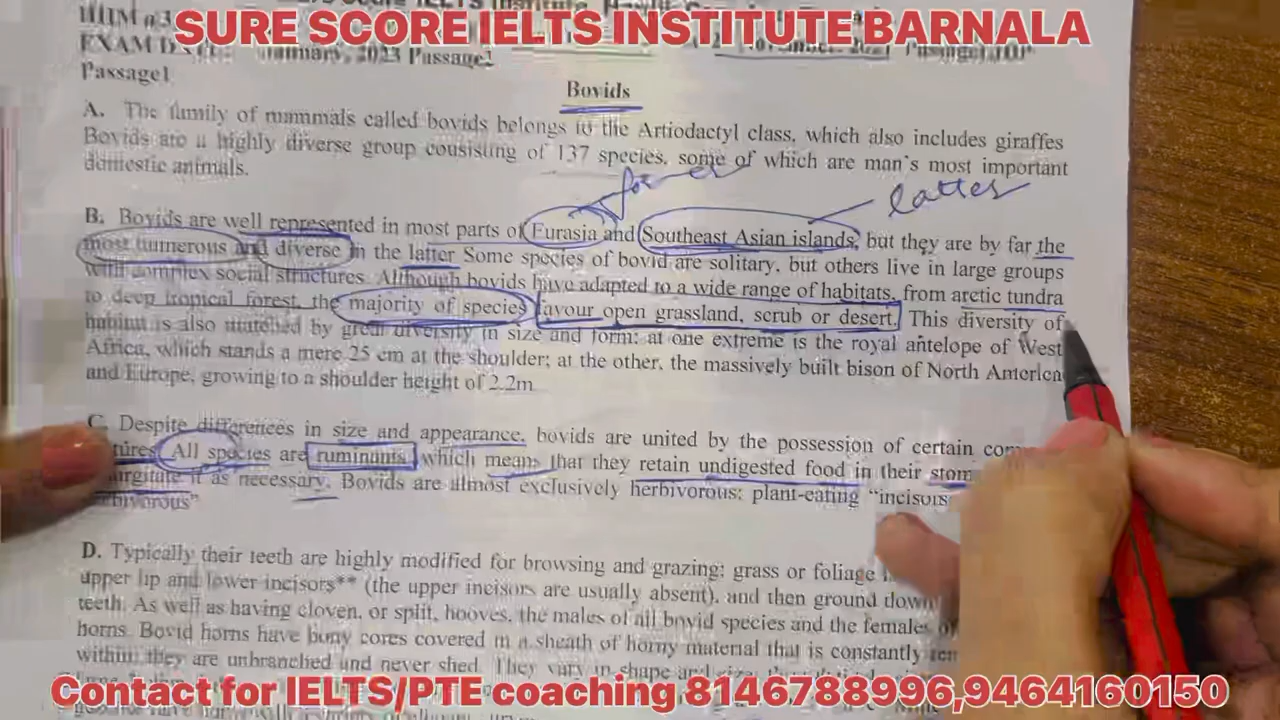 SURE SCORE IELTS INSTITUTE BARNALA
2023 Passage1
Passage1
Bovids
A. The family of mammals called bovids belongs to the Artiodactyl class, which also includes giraffes
Bovids are a highly diverse group consisting of 137 species, some of which are man's most important
domestic animals.
former
latter
B. Bovids are well represented in most parts of Eurasia and Southeast Asian islands, but they are by far the
most numerous and diverse in the latter Some species of bovid are solitary, but others live in large groups
with complex social structures. Although bovids have adapted to a wide range of habitats, from arctic tundra
to deep tropical forest, the majority of species favour open grassland, scrub or desert. This diversity of
habitat is also matched by great diversity in size and form: at one extreme is the royal antelope of West
Africa, which stands a mere 25 cm at the shoulder; at the other, the massively built bison of North America
and Europe, growing to a shoulder height of 2.2m
C. Despite differences in size and appearance, bovids are united by the possession of certain
All species are ruminants, which means that they retain undigested food in their
it as necessary. Bovids are almost exclusively herbivorous; plant-eating "incisors
D. Typically their teeth are highly modified for browsing and grazing: grass or foliage
upper lip and lower incisors** (the upper incisors are usually absent), and then ground down
teeth. As well as having cloven, or split, hooves, the males of all bovid species and the females
horns. Bovid horns have bony cores covered in a sheath of horny material that is constantly
within; they are unbranched and never shed. They vary in shape and size:
Contact for IELTS/PTE coaching 8146788996,9464160150